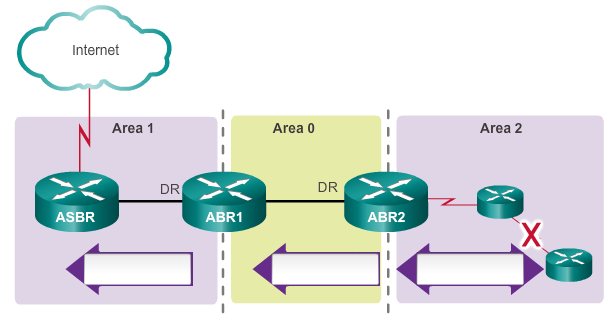 Internet
Area 1
Area 0
Area 2
DR
DR
ASBR
ABR1
ABR2
X